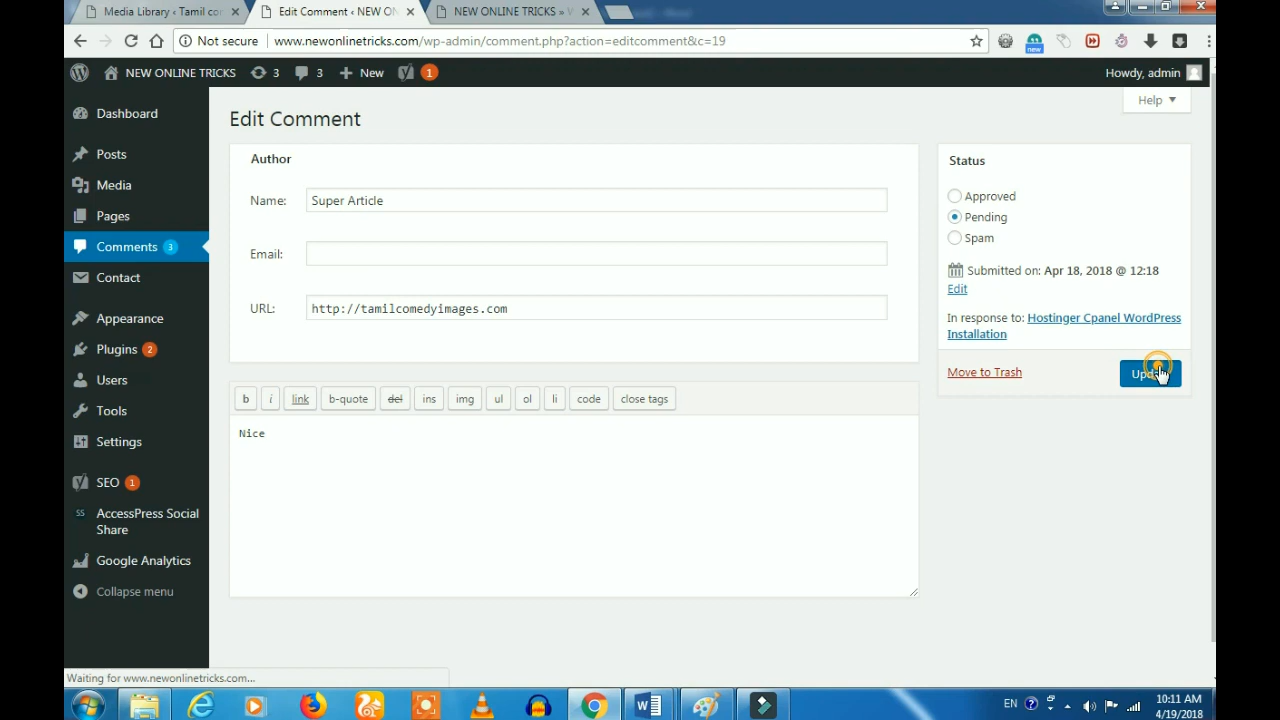 Media Library ‹ Tamil co
Edit Comment ‹ NEW ON
NEW ONLINE TRICKS »
Not secure
www.newonlinetricks.com/wp-admin/comment.php?action=editcomment&c=19
new
NEW ONLINE TRICKS
3
3
New
1
Howdy, admin
Help
Dashboard
Posts
Media
Pages
Comments 3
Contact
Appearance
Plugins 2
Users
Tools
Settings
SEO 1
SS AccessPress Social
Share
Google Analytics
Collapse menu
Edit Comment
Author
Name: Super Article
Email:
URL: http://tamilcomedyimages.com
b i link b-quote del ins img ul ol li code close tags
Nice
Status
Approved
Pending
Spam
Submitted on: Apr 18, 2018 @ 12:18
Edit
In response to: Hostinger Cpanel WordPress
Installation
Move to Trash
Waiting for www.newonlinetricks.com...
EN
10:11 AM
4/19/2018